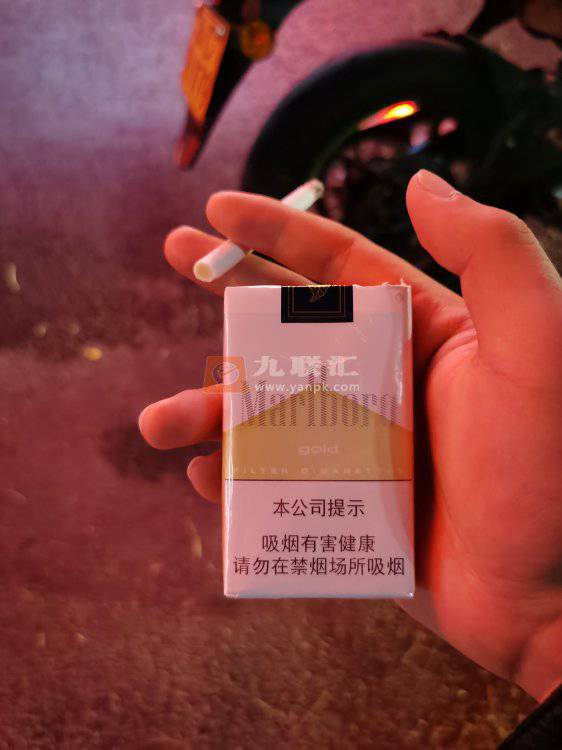 九联汇
www.yanpk.com
Marlboro
gold
FILTER CIGARETTES
本公司提示
吸烟有害健康
请勿在禁烟场所吸烟